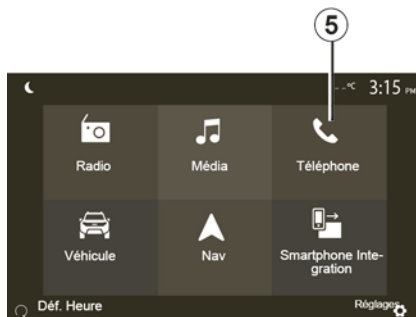 5
--°C 3:15 PM
Radio
Média
Téléphone
Véhicule
Nav
Smartphone Inte-
gration
Déf. Heure
Réglages